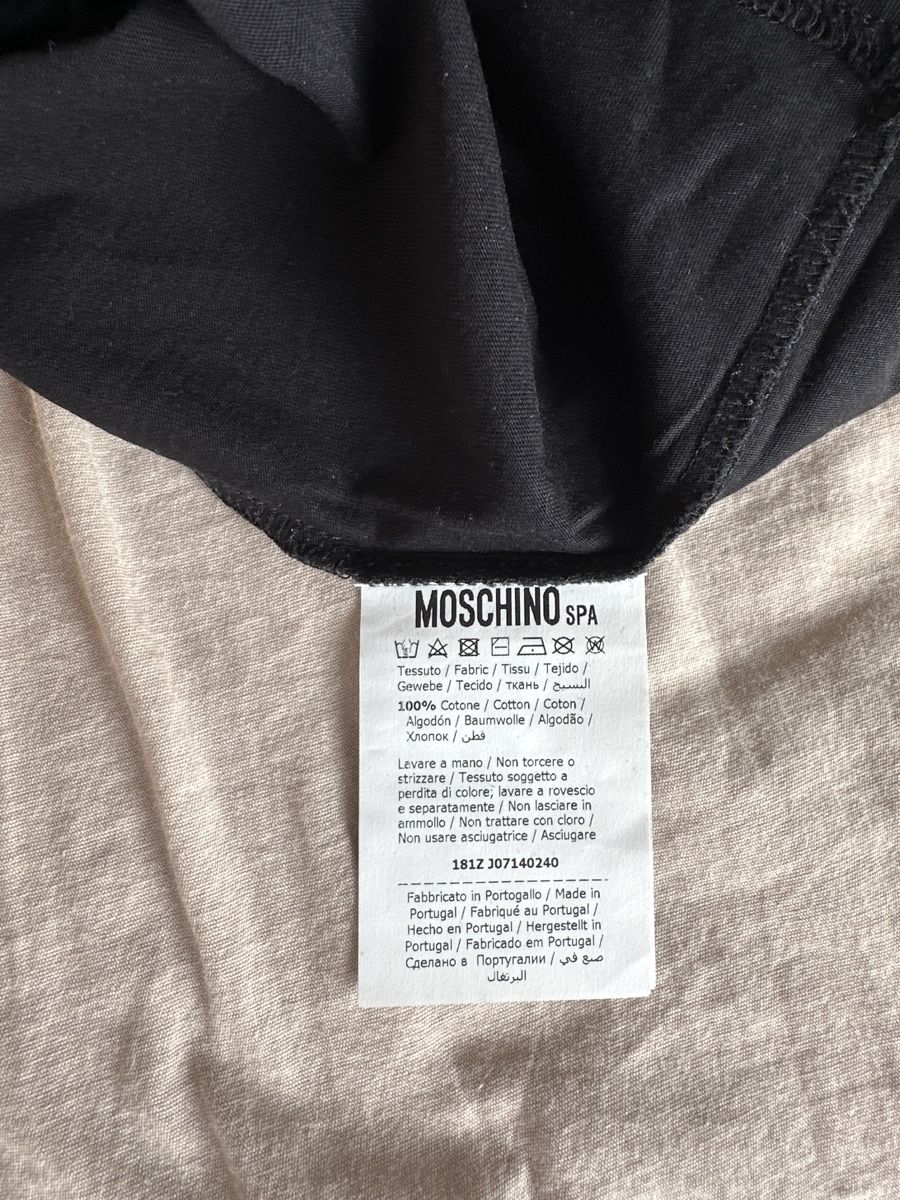 MOSCHINO SPA
Tessuto / Fabric / Tissu / Tejido /
Gewebe / Tecido / ткань / النسيج
100% Cotone / Cotton / Coton /
Algodón / Baumwolle / Algodão /
Хлопок / قطن
Lavare a mano / Non torcere o
strizzare / Tessuto soggetto a
perdita di colore; lavare a rovescio
e separatamente / Non lasciare in
ammollo / Non trattare con cloro /
Non usare asciugatrice / Asciugare
181Z J07140240
Fabbricato in Portogallo / Made in
Portugal / Fabriqué au Portugal /
Hecho en Portugal / Hergestellt in
Portugal / Fabricado em Portugal /
Сделано в Португалии / صنع في
البرتغال